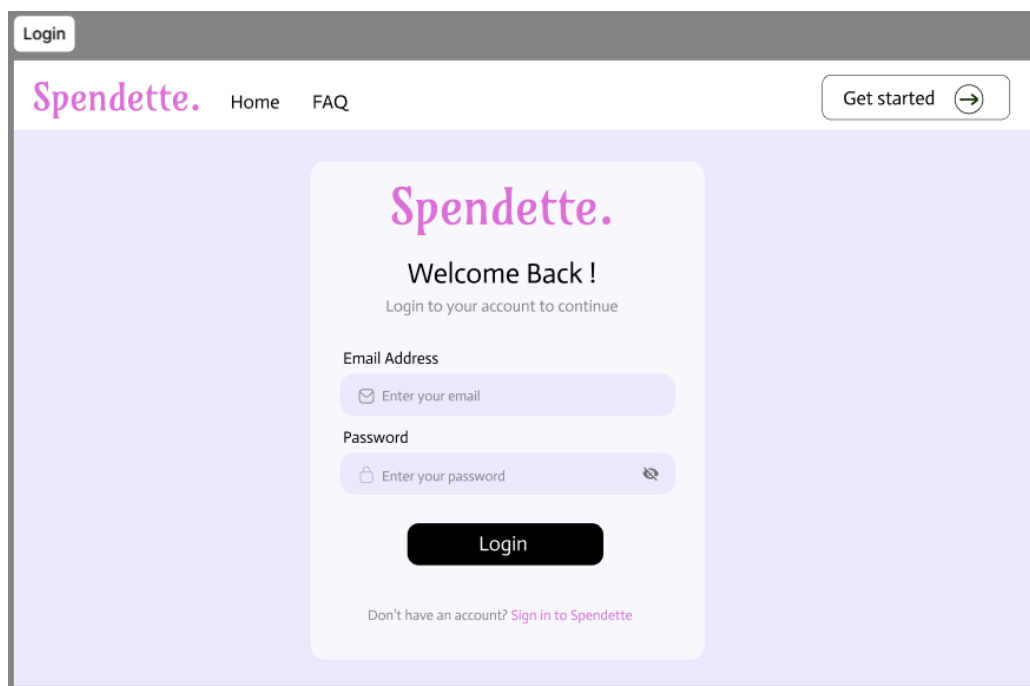 Login
Spendette. Home FAQ Get started
Spendette.
Welcome Back !
Login to your account to continue
Email Address
Enter your email
Password
Enter your password
Login
Don't have an account? Sign in to Spendette